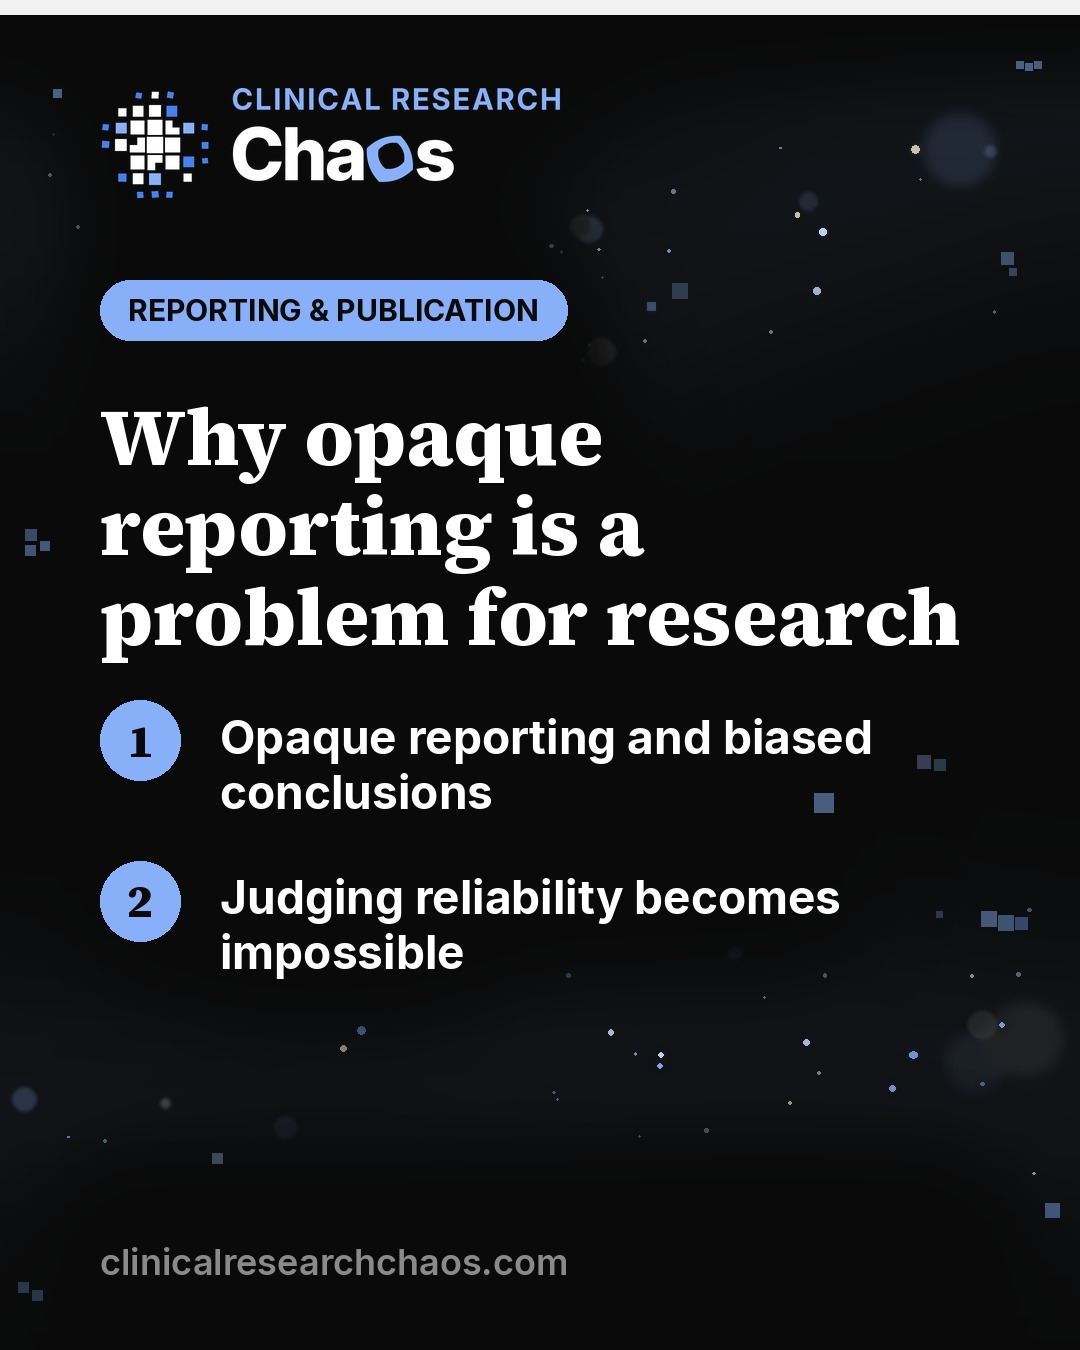 CLINICAL RESEARCH
Chaos
REPORTING & PUBLICATION
Why opaque
reporting is a
problem for research
1 Opaque reporting and biased
conclusions
2 Judging reliability becomes
impossible
clinicalresearchchaos.com